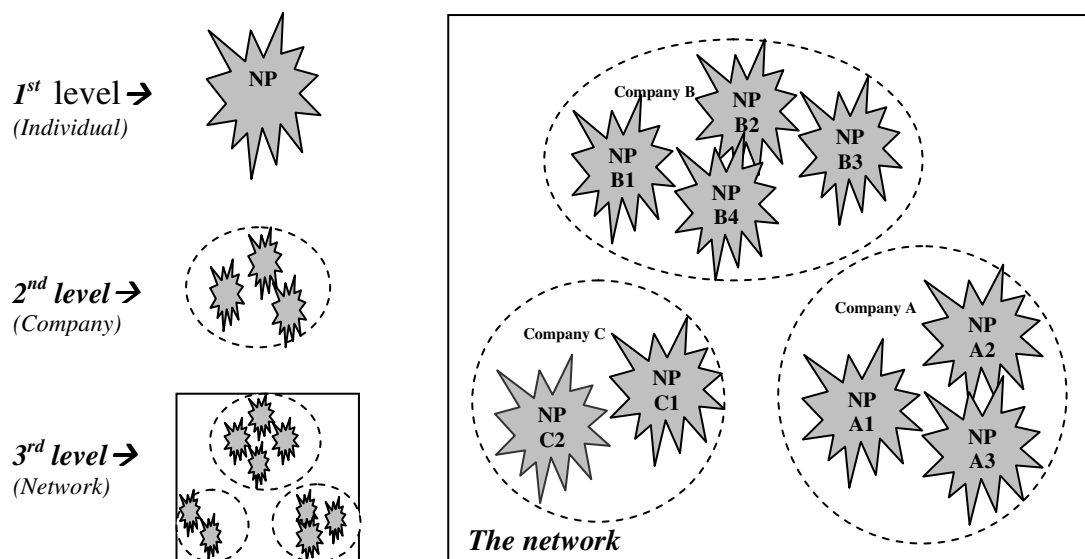 1st level →
(Individual)
NP
2nd level →
(Company)
3rd level →
(Network)
Company B
NP
B2
NP
B1
NP
B3
NP
B4
Company C
NP
C1
NP
C2
Company A
NP
A2
NP
A1
NP
A3
The network